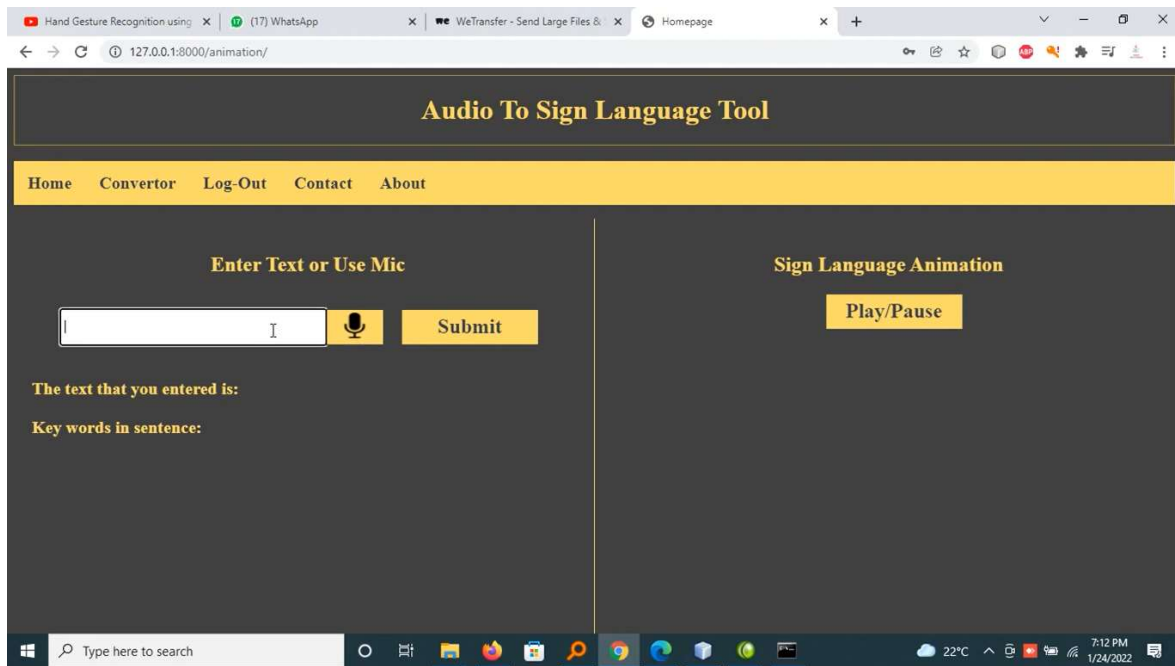 Hand Gesture Recognition using
(17) WhatsApp
WeTransfer - Send Large Files &
Homepage
127.0.0.1:8000/animation/
ABP
Audio To Sign Language Tool
Home Convertor Log-Out Contact About
Enter Text or Use Mic
Sign Language Animation
Submit
Play/Pause
The text that you entered is:
Key words in sentence:
Type here to search
22°C
7:12 PM
1/24/2022